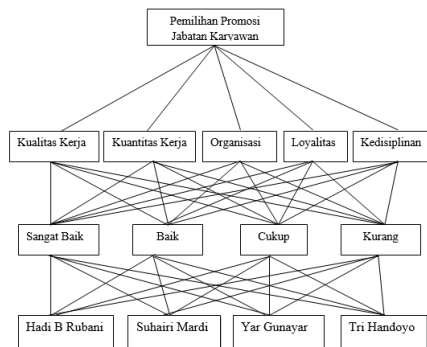 Pemilihan Promosi
Jabatan Karyawan
Kualitas Kerja
Kuantitas Kerja
Organisasi
Loyalitas
Kedisiplinan
Sangat Baik
Baik
Cukup
Kurang
Hadi B Rubani
Suhairi Mardi
Yar Gunayar
Tri Handoyo